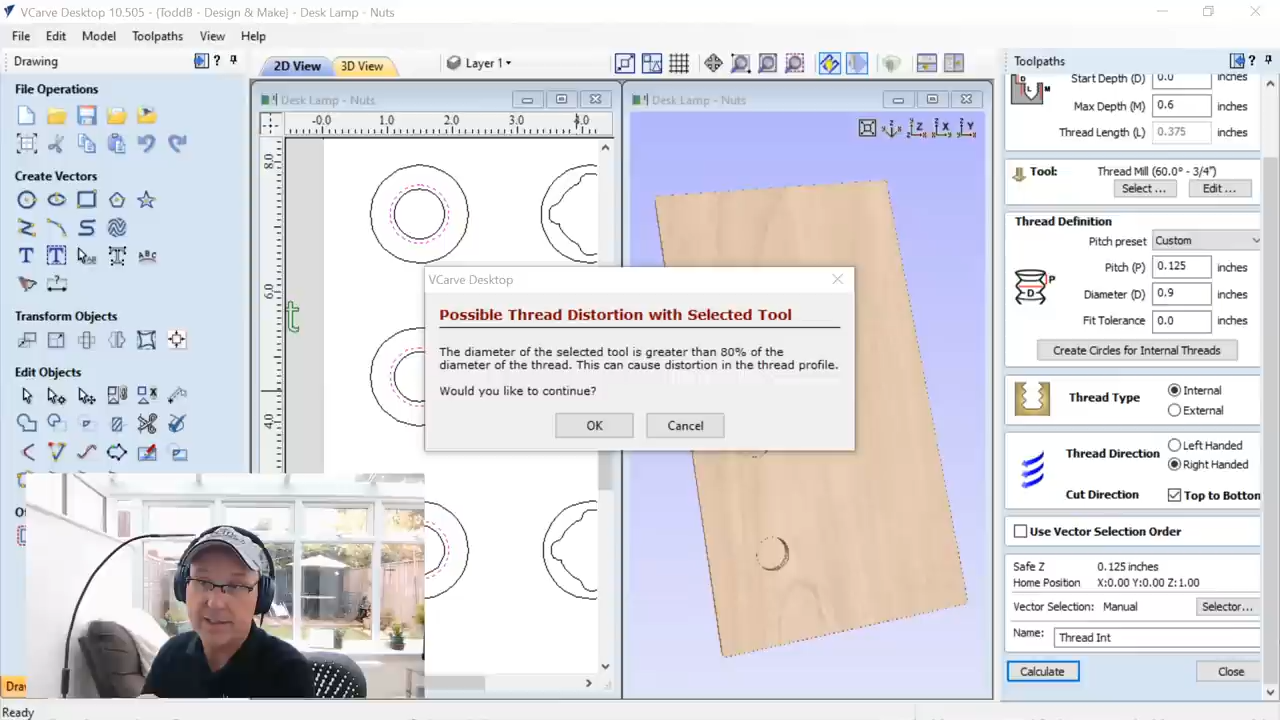 VCarve Desktop 10.505 - {ToddB - Design & Make} - Desk Lamp - Nuts
File Edit Model Toolpaths View Help
Drawing
2D View 3D View
Layer 1
Toolpaths
File Operations
Desk Lamp - Nuts
Desk Lamp - Nuts
-0.0 1.0 2.0 3.0 4.0
Start Depth (D) 0.0 inches
Max Depth (M) 0.6 inches
Thread Length (L) 0.375 inches
80
60
40
Create Vectors
Transform Objects
Edit Objects
Draw
Ready
t
VCarve Desktop
Possible Thread Distortion with Selected Tool
The diameter of the selected tool is greater than 80% of the
diameter of the thread. This can cause distortion in the thread profile.
Would you like to continue?
OK Cancel
Tool: Thread Mill (60.0° - 3/4")
Select ... Edit ...
Thread Definition
Pitch preset Custom
Pitch (P) 0.125 inches
Diameter (D) 0.9 inches
Fit Tolerance 0.0 inches
Create Circles for Internal Threads
Thread Type Internal
External
Thread Direction Left Handed
Right Handed
Cut Direction Top to Bottom
Use Vector Selection Order
Safe Z 0.125 inches
Home Position X:0.00 Y:0.00 Z:1.00
Vector Selection: Manual Selector...
Name: Thread Int
Calculate Close